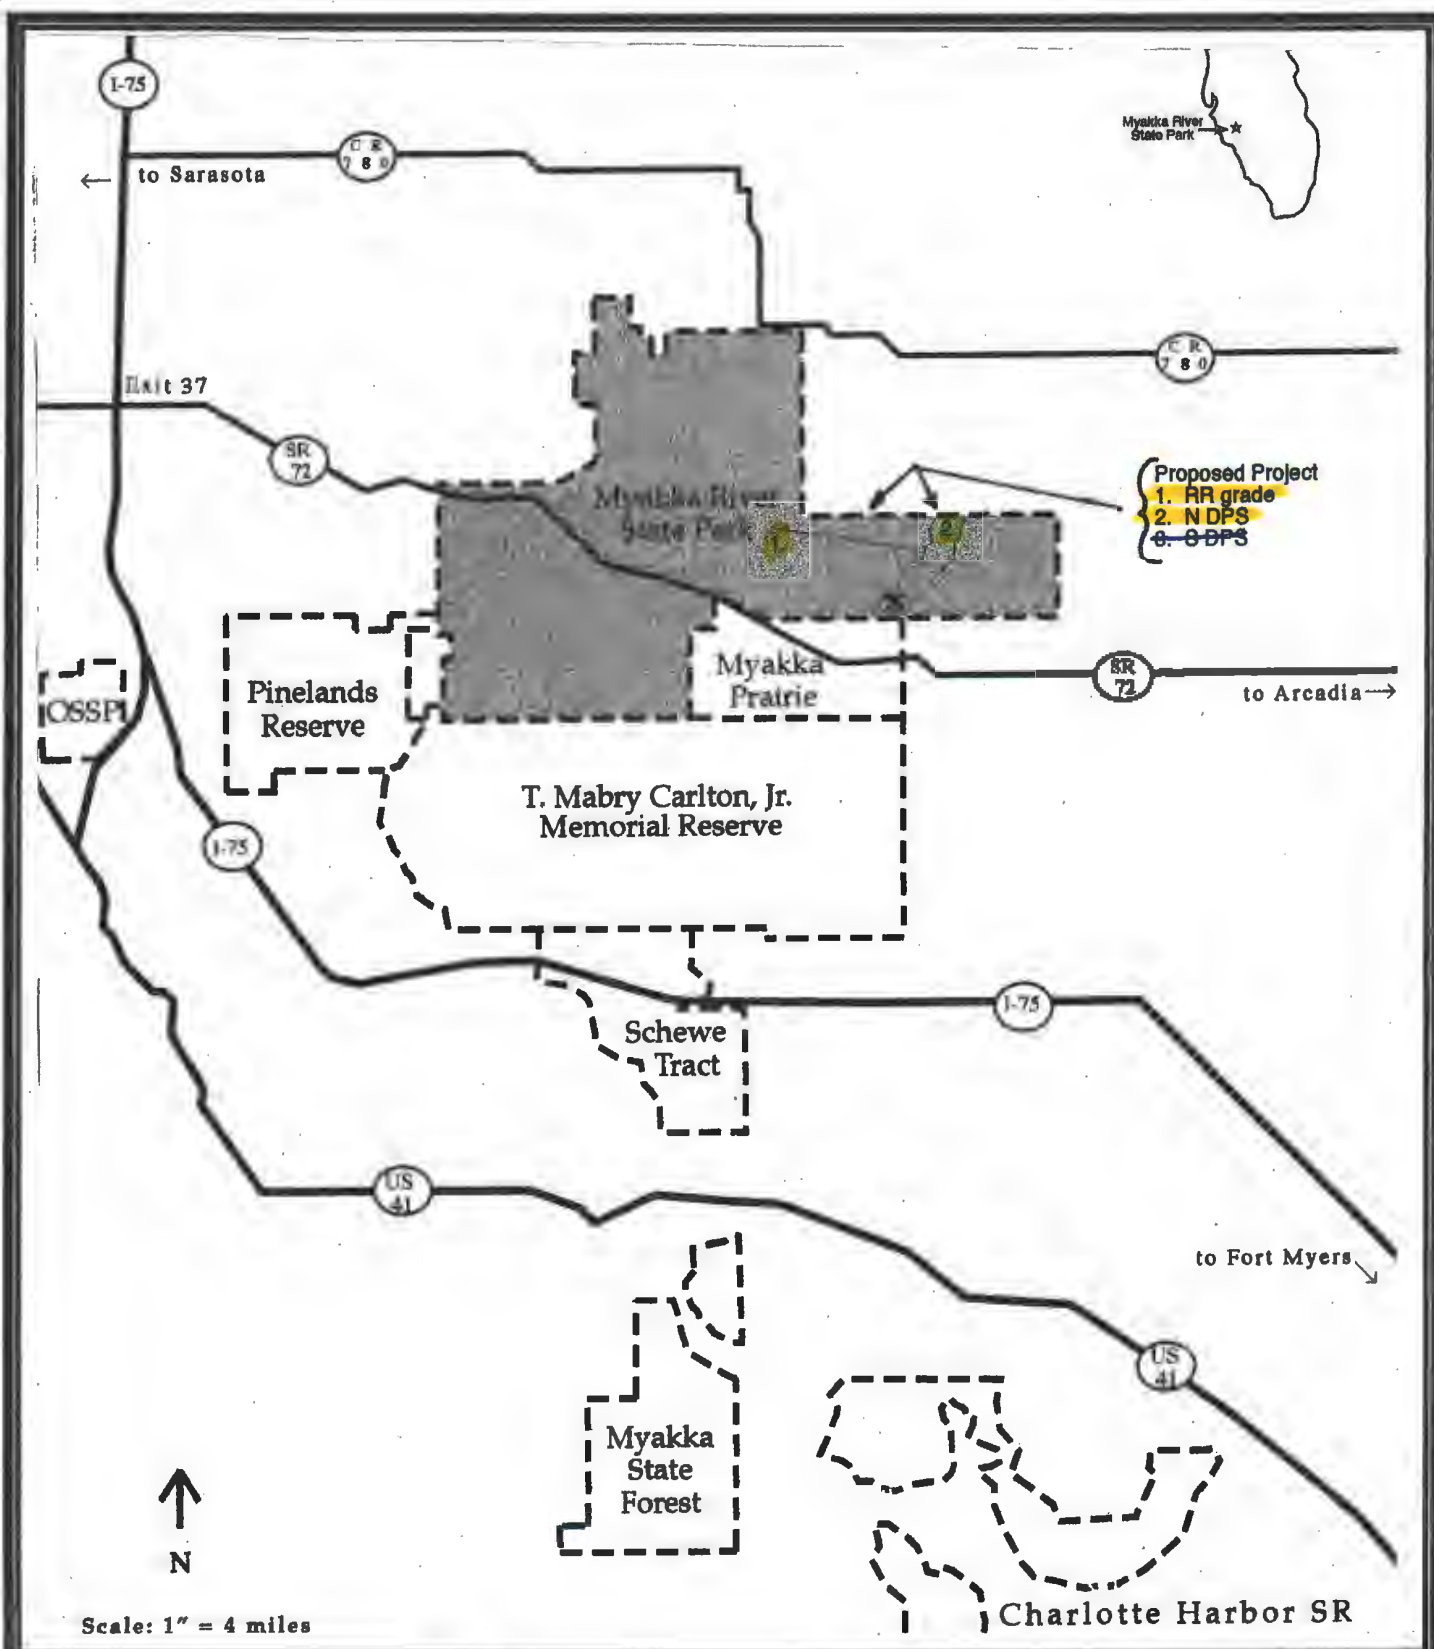 I-75
C R
7 8 0
to Sarasota
Myakka River
State Park
Exit 37
SR
72
C R
7 8 0
Myakka River
State Park
1
2
Proposed Project
1. RR grade
2. N DPS
3. S DPS
OSSP
Pinelands
Reserve
Myakka
Prairie
SR
72
to Arcadia
T. Mabry Carlton, Jr.
Memorial Reserve
I-75
I-75
Schewe
Tract
US
41
to Fort Myers
US
41
Myakka
State
Forest
N
Charlotte Harbor SR
Scale: 1" = 4 miles